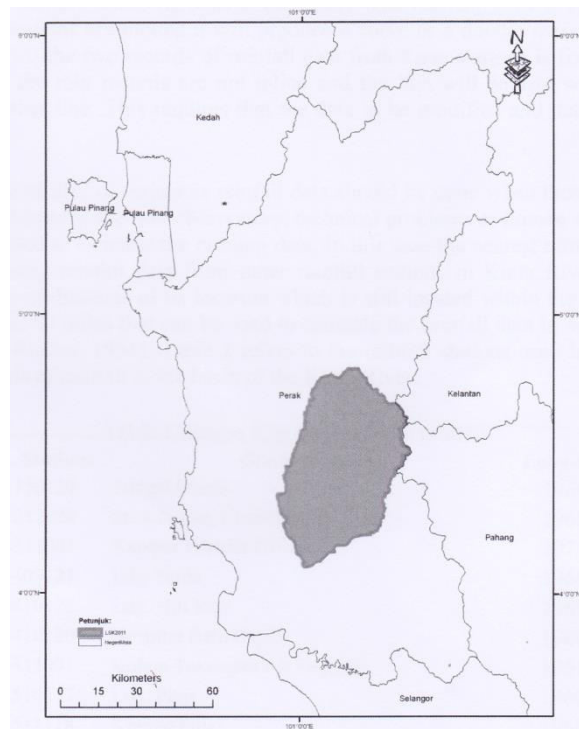 101°0'0"E
6°0'0"N 6°0'0"N
N
Kedah
Pulau Pinang Pulau Pinang
5°0'0"N 5°0'0"N
Perak Kelantan
Pahang
4°0'0"N 4°0'0"N
Petunjuk:
LSK2011
Kilometers
0 15 30 60
Selangor
101°0'0"E